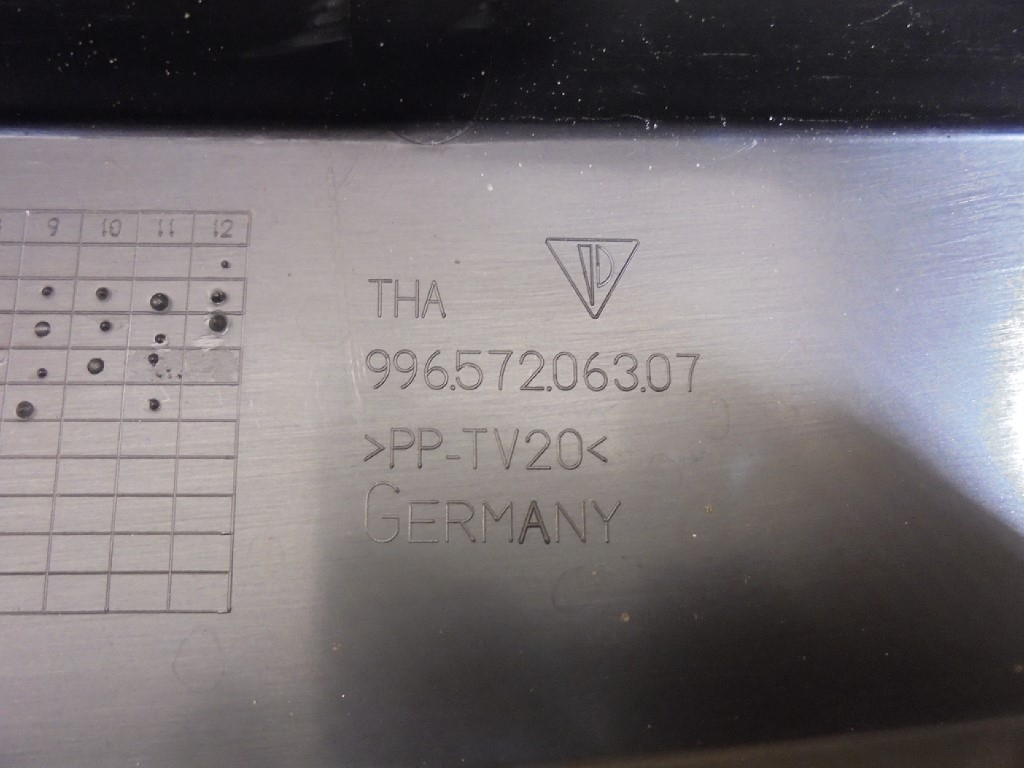 9 10 11 12
THA
996.572.063.07
>PP-TV20<
GERMANY